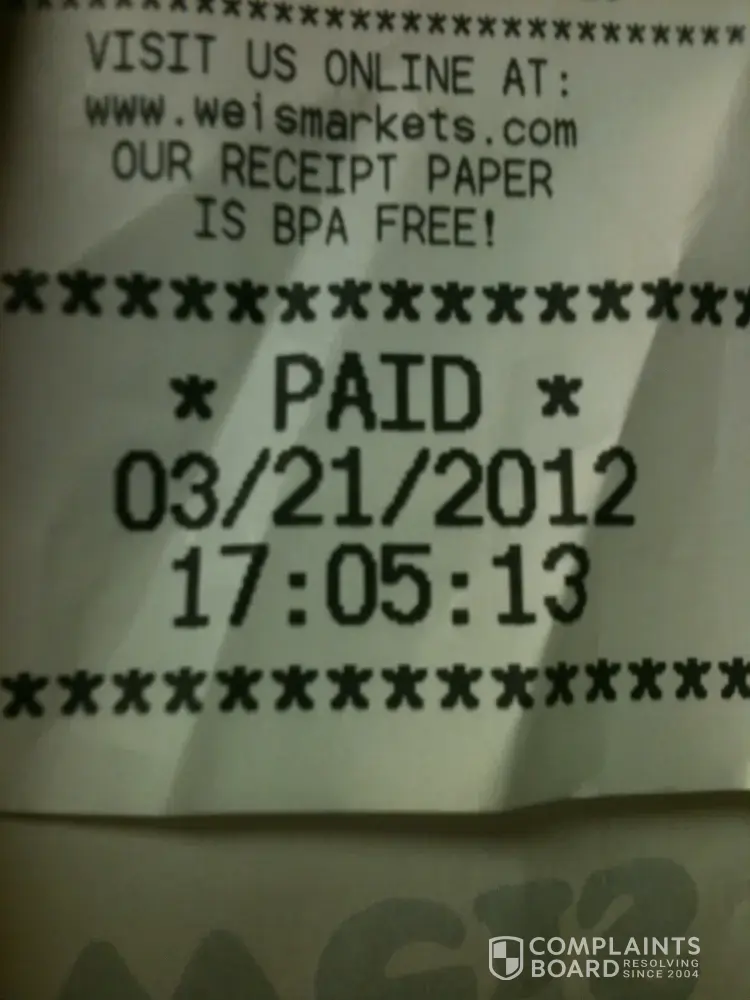 ******************************
VISIT US ONLINE AT:
www.weismarkets.com
OUR RECEIPT PAPER
IS BPA FREE!
***************
* PAID *
03/21/2012
17:05:13
***************
COMPLAINTS
BOARD RESOLVING
SINCE 2004